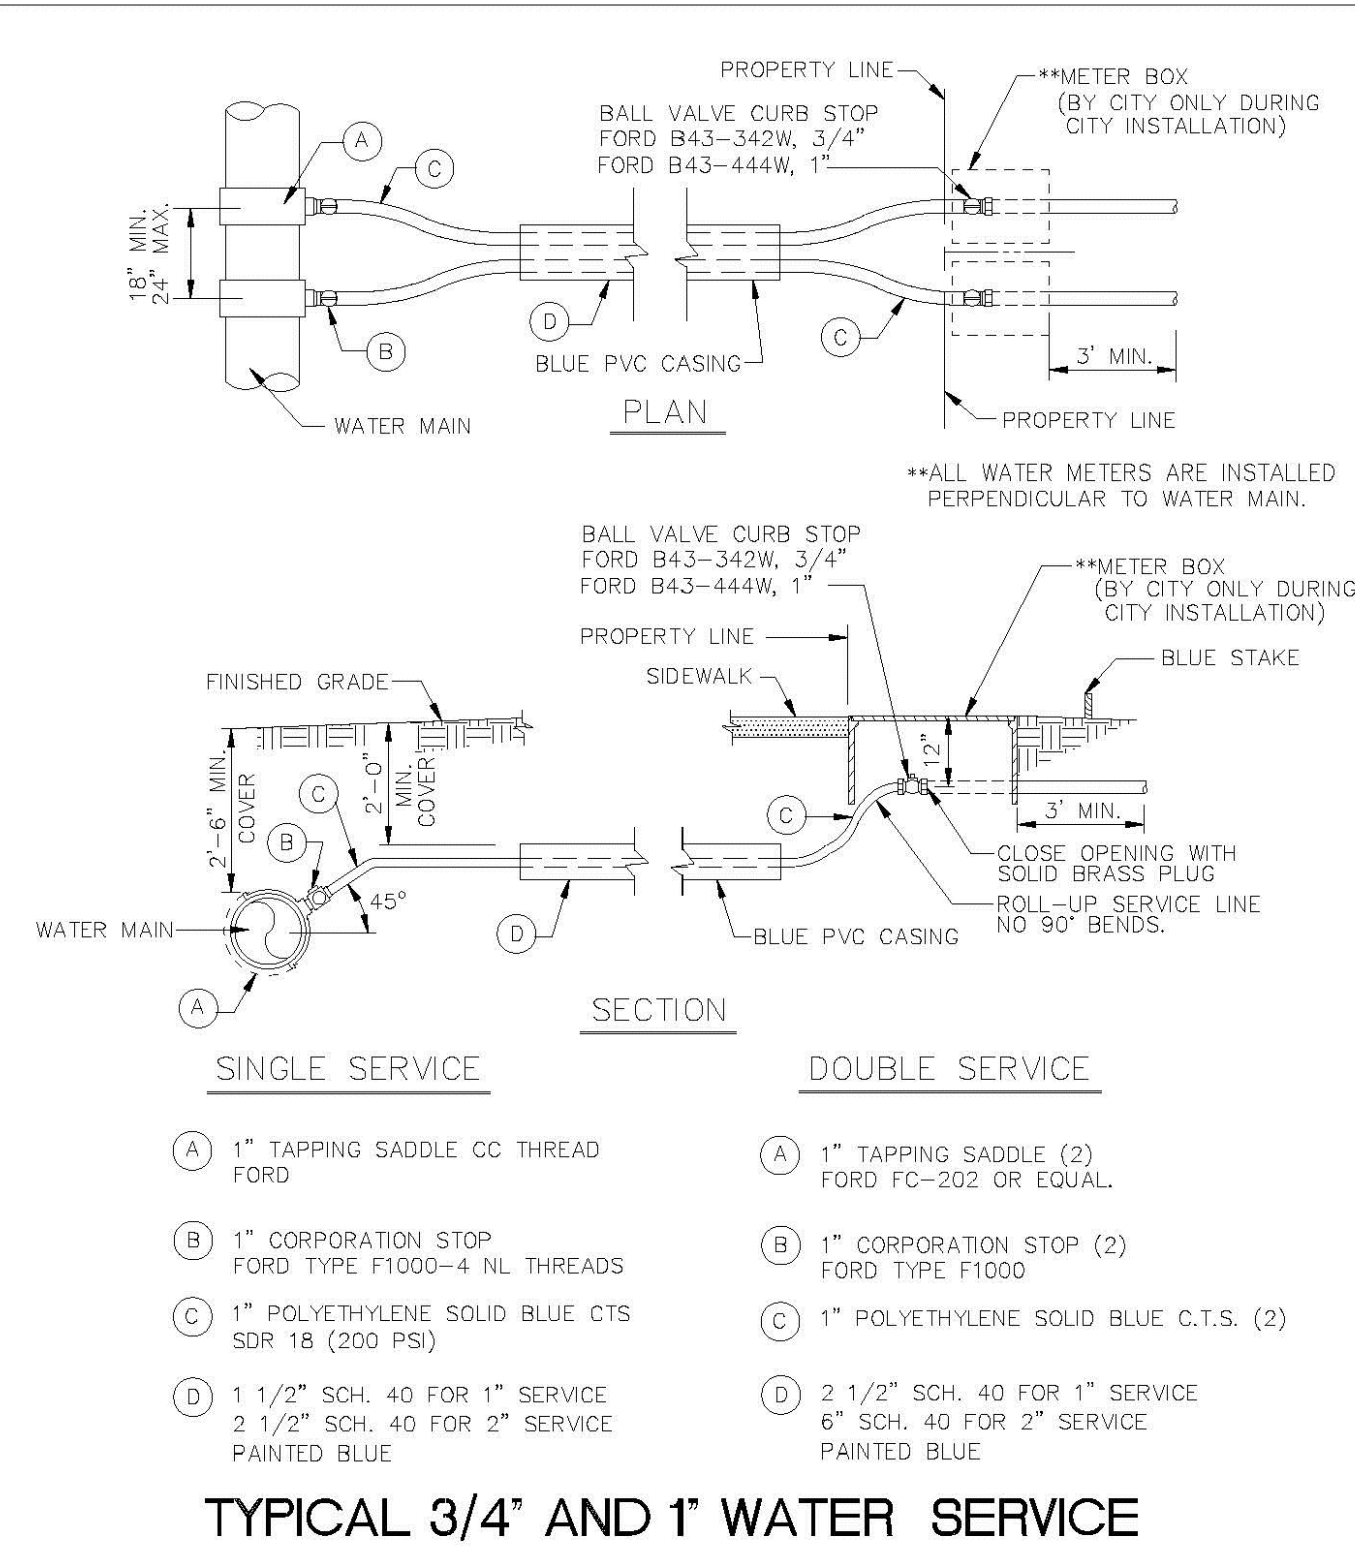 PROPERTY LINE
**METER BOX
(BY CITY ONLY DURING
CITY INSTALLATION)
BALL VALVE CURB STOP
FORD B43-342W, 3/4"
FORD B43-444W, 1"
A
C
18" MIN.
24" MAX.
D
B
C
BLUE PVC CASING
3' MIN.
PLAN
WATER MAIN
PROPERTY LINE
**ALL WATER METERS ARE INSTALLED
PERPENDICULAR TO WATER MAIN.
BALL VALVE CURB STOP
FORD B43-342W, 3/4"
FORD B43-444W, 1"
**METER BOX
(BY CITY ONLY DURING
CITY INSTALLATION)
PROPERTY LINE
BLUE STAKE
SIDEWALK
FINISHED GRADE
2'-6" MIN.
COVER
2'-0"
MIN.
COVER
12"
C
B
C
3' MIN.
CLOSE OPENING WITH
SOLID BRASS PLUG
45°
ROLL-UP SERVICE LINE
NO 90° BENDS.
WATER MAIN
D
BLUE PVC CASING
A
SECTION
SINGLE SERVICE
A 1" TAPPING SADDLE CC THREAD
FORD
B 1" CORPORATION STOP
FORD TYPE F1000-4 NL THREADS
C 1" POLYETHYLENE SOLID BLUE CTS
SDR 18 (200 PSI)
D 1 1/2" SCH. 40 FOR 1" SERVICE
2 1/2" SCH. 40 FOR 2" SERVICE
PAINTED BLUE
DOUBLE SERVICE
A 1" TAPPING SADDLE (2)
FORD FC-202 OR EQUAL.
B 1" CORPORATION STOP (2)
FORD TYPE F1000
C 1" POLYETHYLENE SOLID BLUE C.T.S. (2)
D 2 1/2" SCH. 40 FOR 1" SERVICE
6" SCH. 40 FOR 2" SERVICE
PAINTED BLUE
TYPICAL 3/4" AND 1" WATER SERVICE